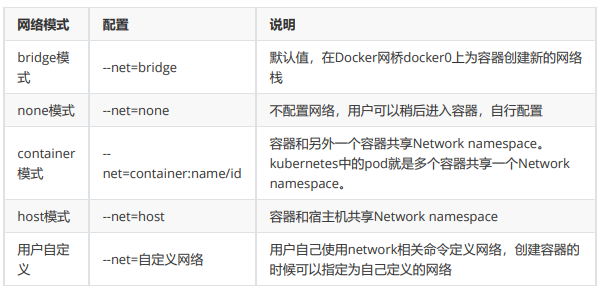 网络模式 配置 说明
bridge模式 --net=bridge 默认值，在Docker网桥docker0上为容器创建新的网络栈
none模式 --net=none 不配置网络，用户可以稍后进入容器，自行配置
container模式 --net=container:name/id 容器和另外一个容器共享Network namespace。kubernetes中的pod就是多个容器共享一个Network namespace。
host模式 --net=host 容器和宿主机共享Network namespace
用户自定义 --net=自定义网络 用户自己使用network相关命令定义网络，创建容器的时候可以指定为自己定义的网络